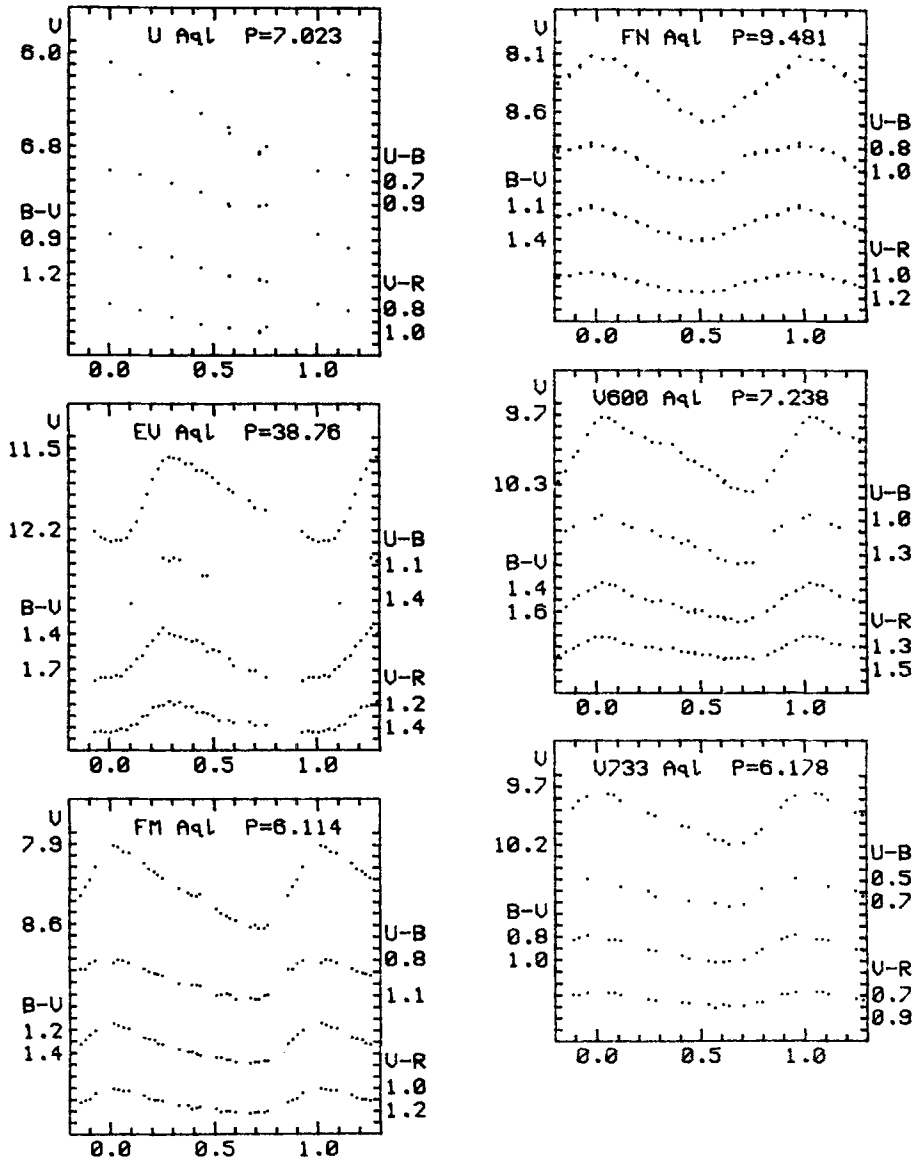 U Aql P=7.023
V
6.0
6.8
B-V
0.9
1.2
U-B
0.7
0.9
V-R
0.8
1.0
0.0 0.5 1.0
FN Aql P=9.481
V
8.1
8.6
B-V
1.1
1.4
U-B
0.8
1.0
V-R
1.0
1.2
0.0 0.5 1.0
EV Aql P=38.76
V
11.5
12.2
B-V
1.4
1.7
U-B
1.1
1.4
V-R
1.2
1.4
0.0 0.5 1.0
V600 Aql P=7.238
V
9.7
10.3
B-V
1.4
1.6
U-B
1.0
1.3
V-R
1.3
1.5
0.0 0.5 1.0
FM Aql P=6.114
V
7.9
8.6
B-V
1.2
1.4
U-B
0.8
1.1
V-R
1.0
1.2
0.0 0.5 1.0
V733 Aql P=6.178
V
9.7
10.2
B-V
0.8
1.0
U-B
0.5
0.7
V-R
0.7
0.9
0.0 0.5 1.0